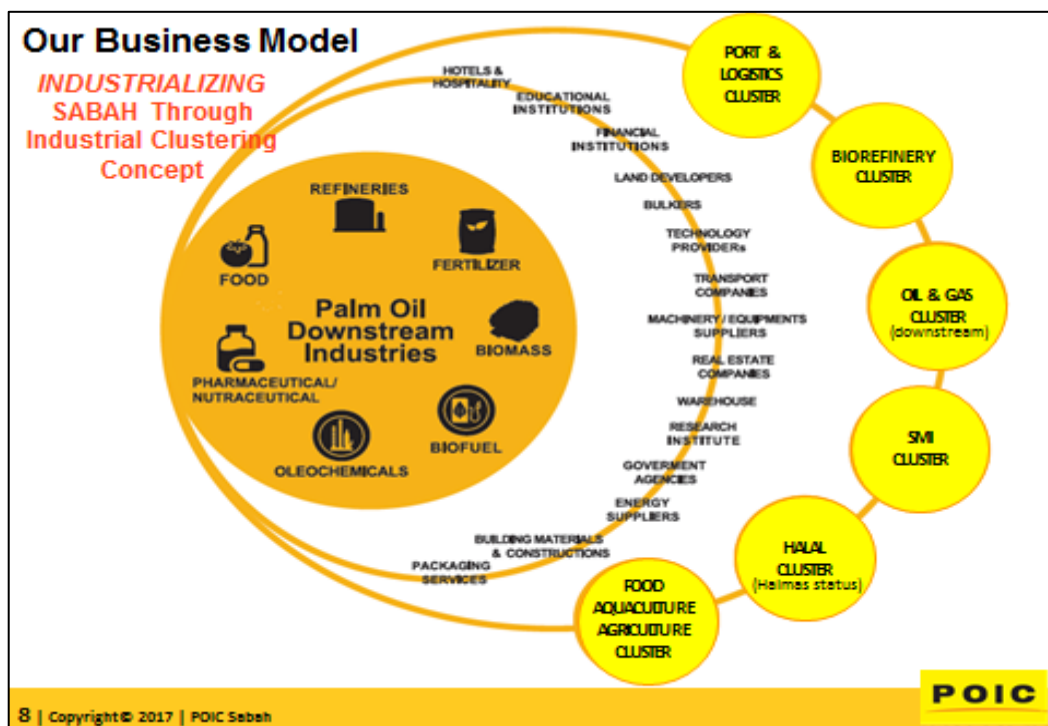 Our Business Model
INDUSTRIALIZING
SABAH Through
Industrial Clustering
Concept
REFINERIES
FOOD
FERTILIZER
Palm Oil
Downstream
Industries
BIOMASS
PHARMACEUTICAL/
NUTRACEUTICAL
BIOFUEL
OLEOCHEMICALS
HOTELS &
HOSPITALITY
EDUCATIONAL
INSTITUTIONS
FINANCIAL
INSTITUTIONS
LAND DEVELOPERS
BULKERS
TECHNOLOGY
PROVIDERs
TRANSPORT
COMPANIES
MACHINERY / EQUIPMENTS
SUPPLIERS
REAL ESTATE
COMPANIES
WAREHOUSE
RESEARCH
INSTITUTE
GOVERMENT
AGENCIES
ENERGY
SUPPLIERS
BUILDING MATERIALS
& CONSTRUCTIONS
PACKAGING
SERVICES
PORT &
LOGISTICS
CLUSTER
BIOREFINERY
CLUSTER
OIL & GAS
CLUSTER
(downstream)
SMI
CLUSTER
HALAL
CLUSTER
(Halmas status)
FOOD
AQUACULTURE
AGRICULTURE
CLUSTER
8 | Copyright© 2017 | POIC Sabah
POIC